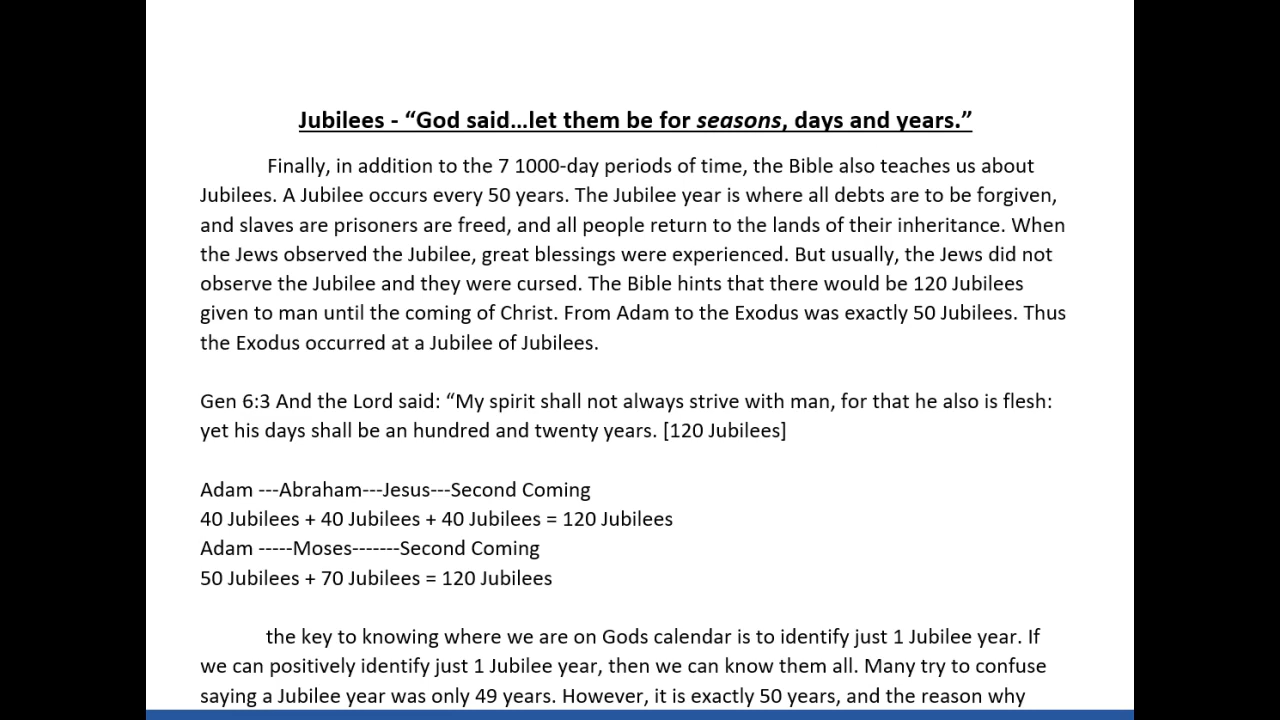 Jubilees - “God said...let them be for seasons, days and years.”
Finally, in addition to the 7 1000-day periods of time, the Bible also teaches us about
Jubilees. A Jubilee occurs every 50 years. The Jubilee year is where all debts are to be forgiven,
and slaves are prisoners are freed, and all people return to the lands of their inheritance. When
the Jews observed the Jubilee, great blessings were experienced. But usually, the Jews did not
observe the Jubilee and they were cursed. The Bible hints that there would be 120 Jubilees
given to man until the coming of Christ. From Adam to the Exodus was exactly 50 Jubilees. Thus
the Exodus occurred at a Jubilee of Jubilees.
Gen 6:3 And the Lord said: “My spirit shall not always strive with man, for that he also is flesh:
yet his days shall be an hundred and twenty years. [120 Jubilees]
Adam ---Abraham---Jesus---Second Coming
40 Jubilees + 40 Jubilees + 40 Jubilees = 120 Jubilees
Adam -----Moses-------Second Coming
50 Jubilees + 70 Jubilees = 120 Jubilees
the key to knowing where we are on Gods calendar is to identify just 1 Jubilee year. If
we can positively identify just 1 Jubilee year, then we can know them all. Many try to confuse
saying a Jubilee year was only 49 years. However, it is exactly 50 years, and the reason why